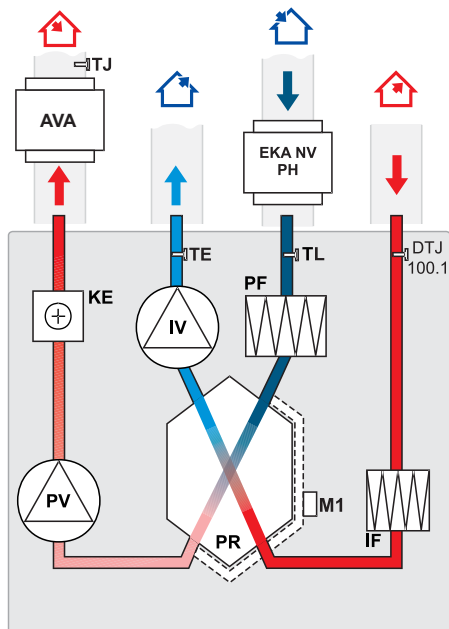 TJ
AVA
EKA NV
PH
TE
TL
DTJ
100.1
KE
IV
PF
PV
M1
PR
IF